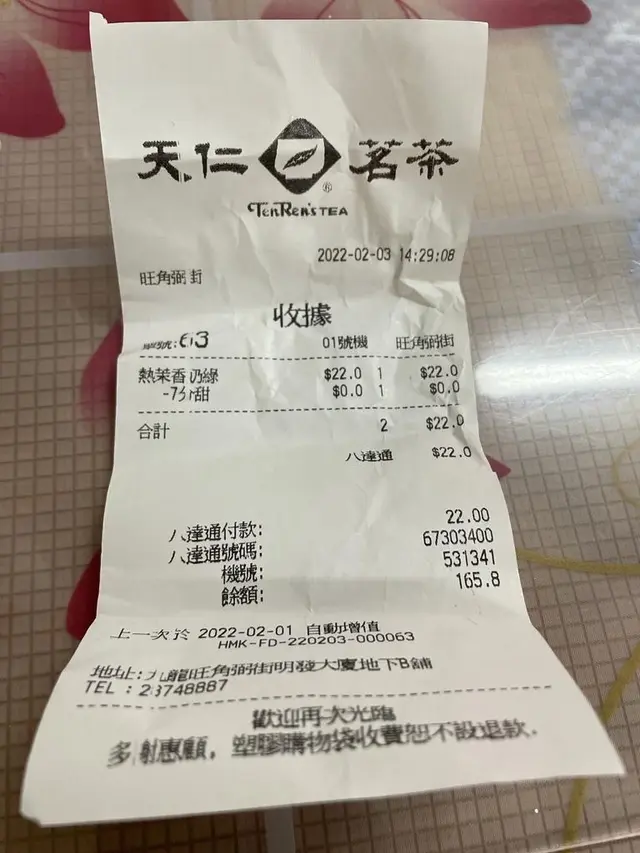 天仁 茗茶
TenRen's TEA
2022-02-03 14:29:08
旺角弼街
收據
單號: 63 01號機 旺角弼街
熱茉香奶綠 $22.0 1 $22.0
-7分甜 $0.0 1 $0.0
合計 2 $22.0
八達通 $22.0
八達通付款: 22.00
八達通號碼: 67303400
機號: 531341
餘額: 165.8
上一次於 2022-02-01 自動增值
HMK-FD-220203-000063
地址:九龍旺角弼街明發大廈地下B舖
TEL : 23748887
歡迎再次光臨
多謝惠顧, 塑膠購物袋收費恕不設退款.